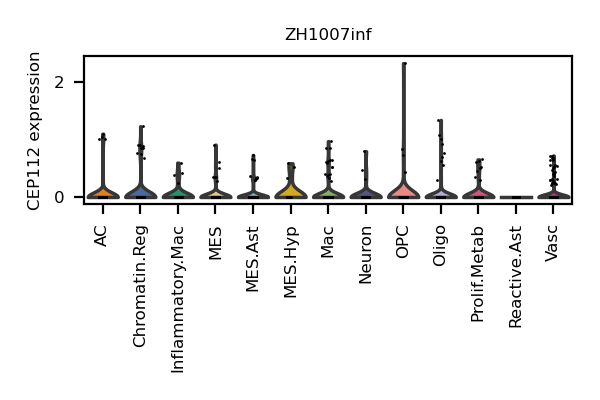 ZH1007inf
CEP112 expression
2
0
AC
Chromatin.Reg
Inflammatory.Mac
MES
MES.Ast
MES.Hyp
Mac
Neuron
OPC
Oligo
Prolif.Metab
Reactive.Ast
Vasc